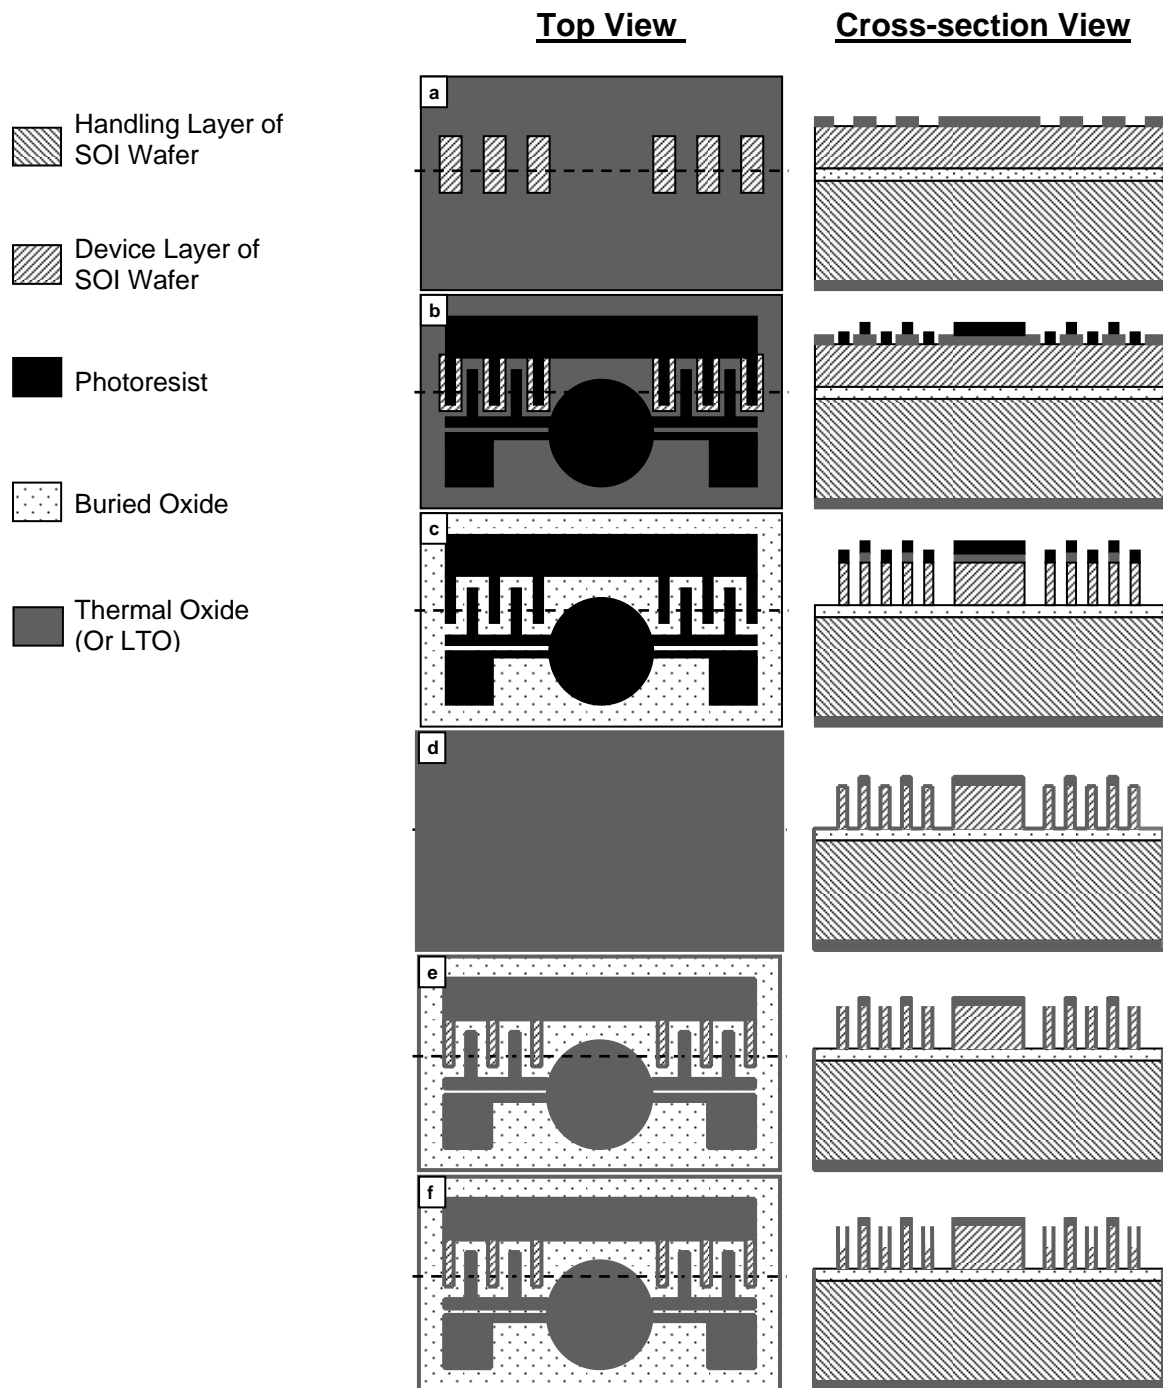 Top View
Cross-section View
Handling Layer of
SOI Wafer
Device Layer of
SOI Wafer
Photoresist
Buried Oxide
Thermal Oxide
(Or LTO)
a
b
c
d
e
f